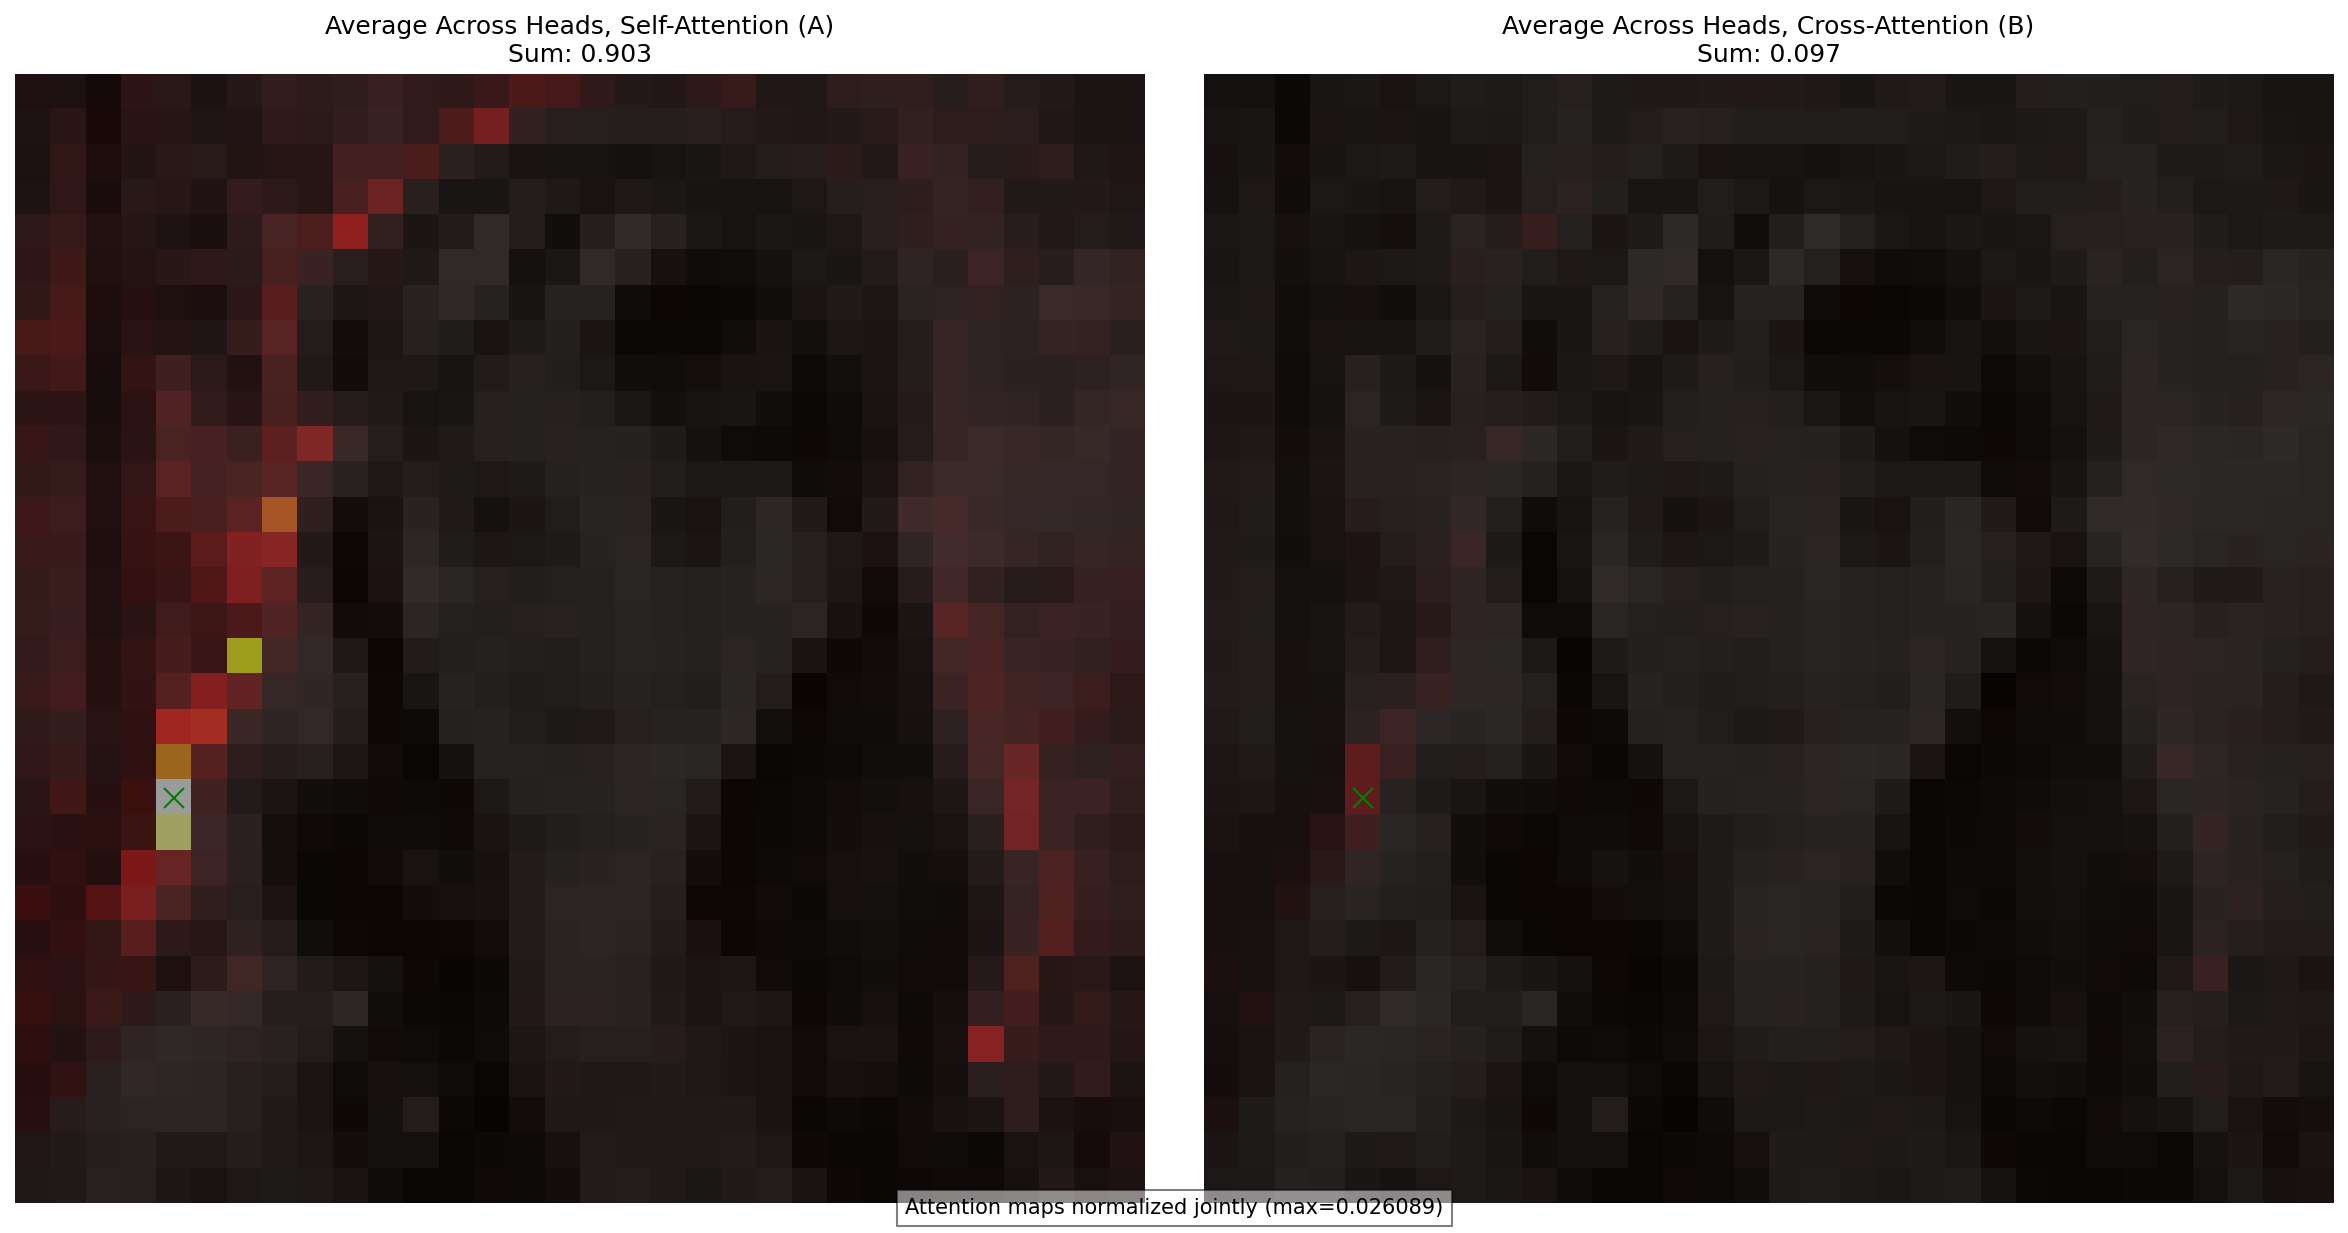 Average Across Heads, Self-Attention (A)
Sum: 0.903
Average Across Heads, Cross-Attention (B)
Sum: 0.097
Attention maps normalized jointly (max=0.026089)